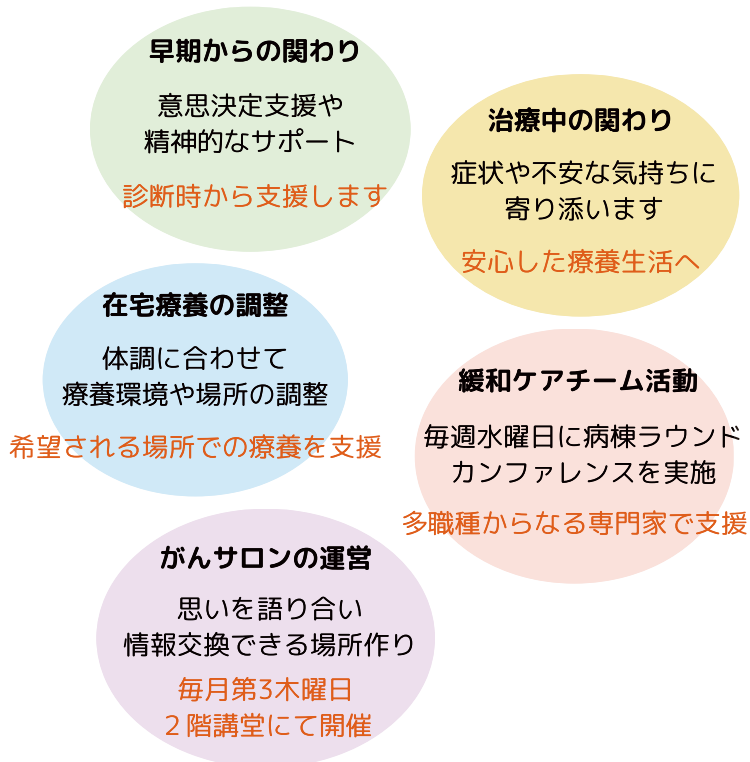 早期からの関わり
意思決定支援や
精神的なサポート
診断時から支援します
治療中の関わり
症状や不安な気持ちに
寄り添います
安心した療養生活へ
在宅療養の調整
体調に合わせて
療養環境や場所の調整
希望される場所での療養を支援
緩和ケアチーム活動
毎週水曜日に病棟ラウンド
カンファレンスを実施
多職種からなる専門家で支援
がんサロンの運営
思いを語り合い
情報交換できる場所作り
毎月第3木曜日
２階講堂にて開催